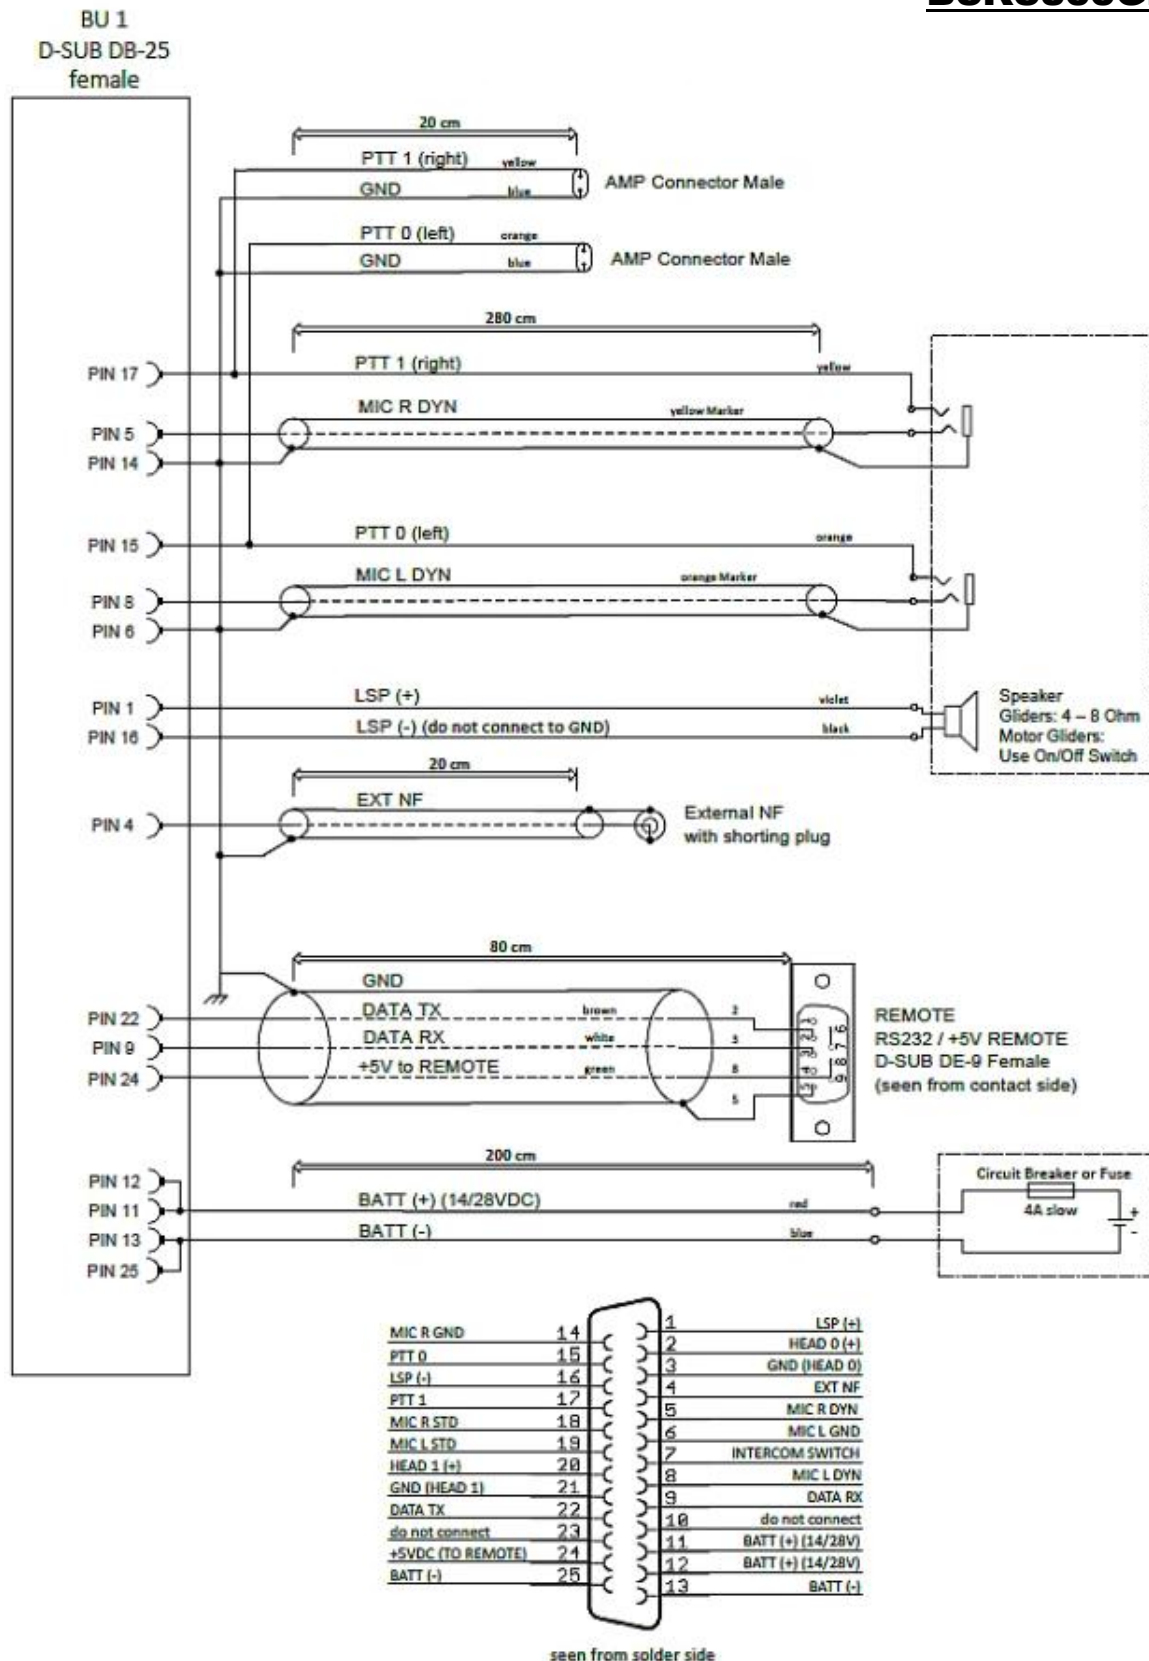 BU 1
D-SUB DB-25
female
20 cm
PTT 1 (right) yellow
GND blue
AMP Connector Male
PTT 0 (left) orange
GND blue
AMP Connector Male
280 cm
PIN 17 PTT 1 (right) yellow
MIC R DYN yellow Marker
PIN 5
PIN 14
PIN 15 PTT 0 (left) orange
MIC L DYN orange Marker
PIN 8
PIN 6
PIN 1 LSP (+) violet
PIN 16 LSP (-) (do not connect to GND) black
Speaker
Gliders: 4 – 8 Ohm
Motor Gliders:
Use On/Off Switch
20 cm
EXT NF
PIN 4
External NF
with shorting plug
80 cm
GND
PIN 22 DATA TX brown 2
PIN 9 DATA RX white 3
PIN 24 +5V to REMOTE green 8
5
1 2 3 4 5
6 7 8 9
REMOTE
RS232 / +5V REMOTE
D-SUB DE-9 Female
(seen from contact side)
200 cm
PIN 12
PIN 11 BATT (+) (14/28VDC) red
PIN 13 BATT (-) blue
PIN 25
Circuit Breaker or Fuse
4A slow
+
-
MIC R GND 14
PTT 0 15
LSP (-) 16
PTT 1 17
MIC R STD 18
MIC L STD 19
HEAD 1 (+) 20
GND (HEAD 1) 21
DATA TX 22
do not connect 23
+5VDC (TO REMOTE) 24
BATT (-) 25
1 LSP (+)
2 HEAD 0 (+)
3 GND (HEAD 0)
4 EXT NF
5 MIC R DYN
6 MIC L GND
7 INTERCOM SWITCH
8 MIC L DYN
9 DATA RX
10 do not connect
11 BATT (+) (14/28V)
12 BATT (+) (14/28V)
13 BATT (-)
seen from solder side